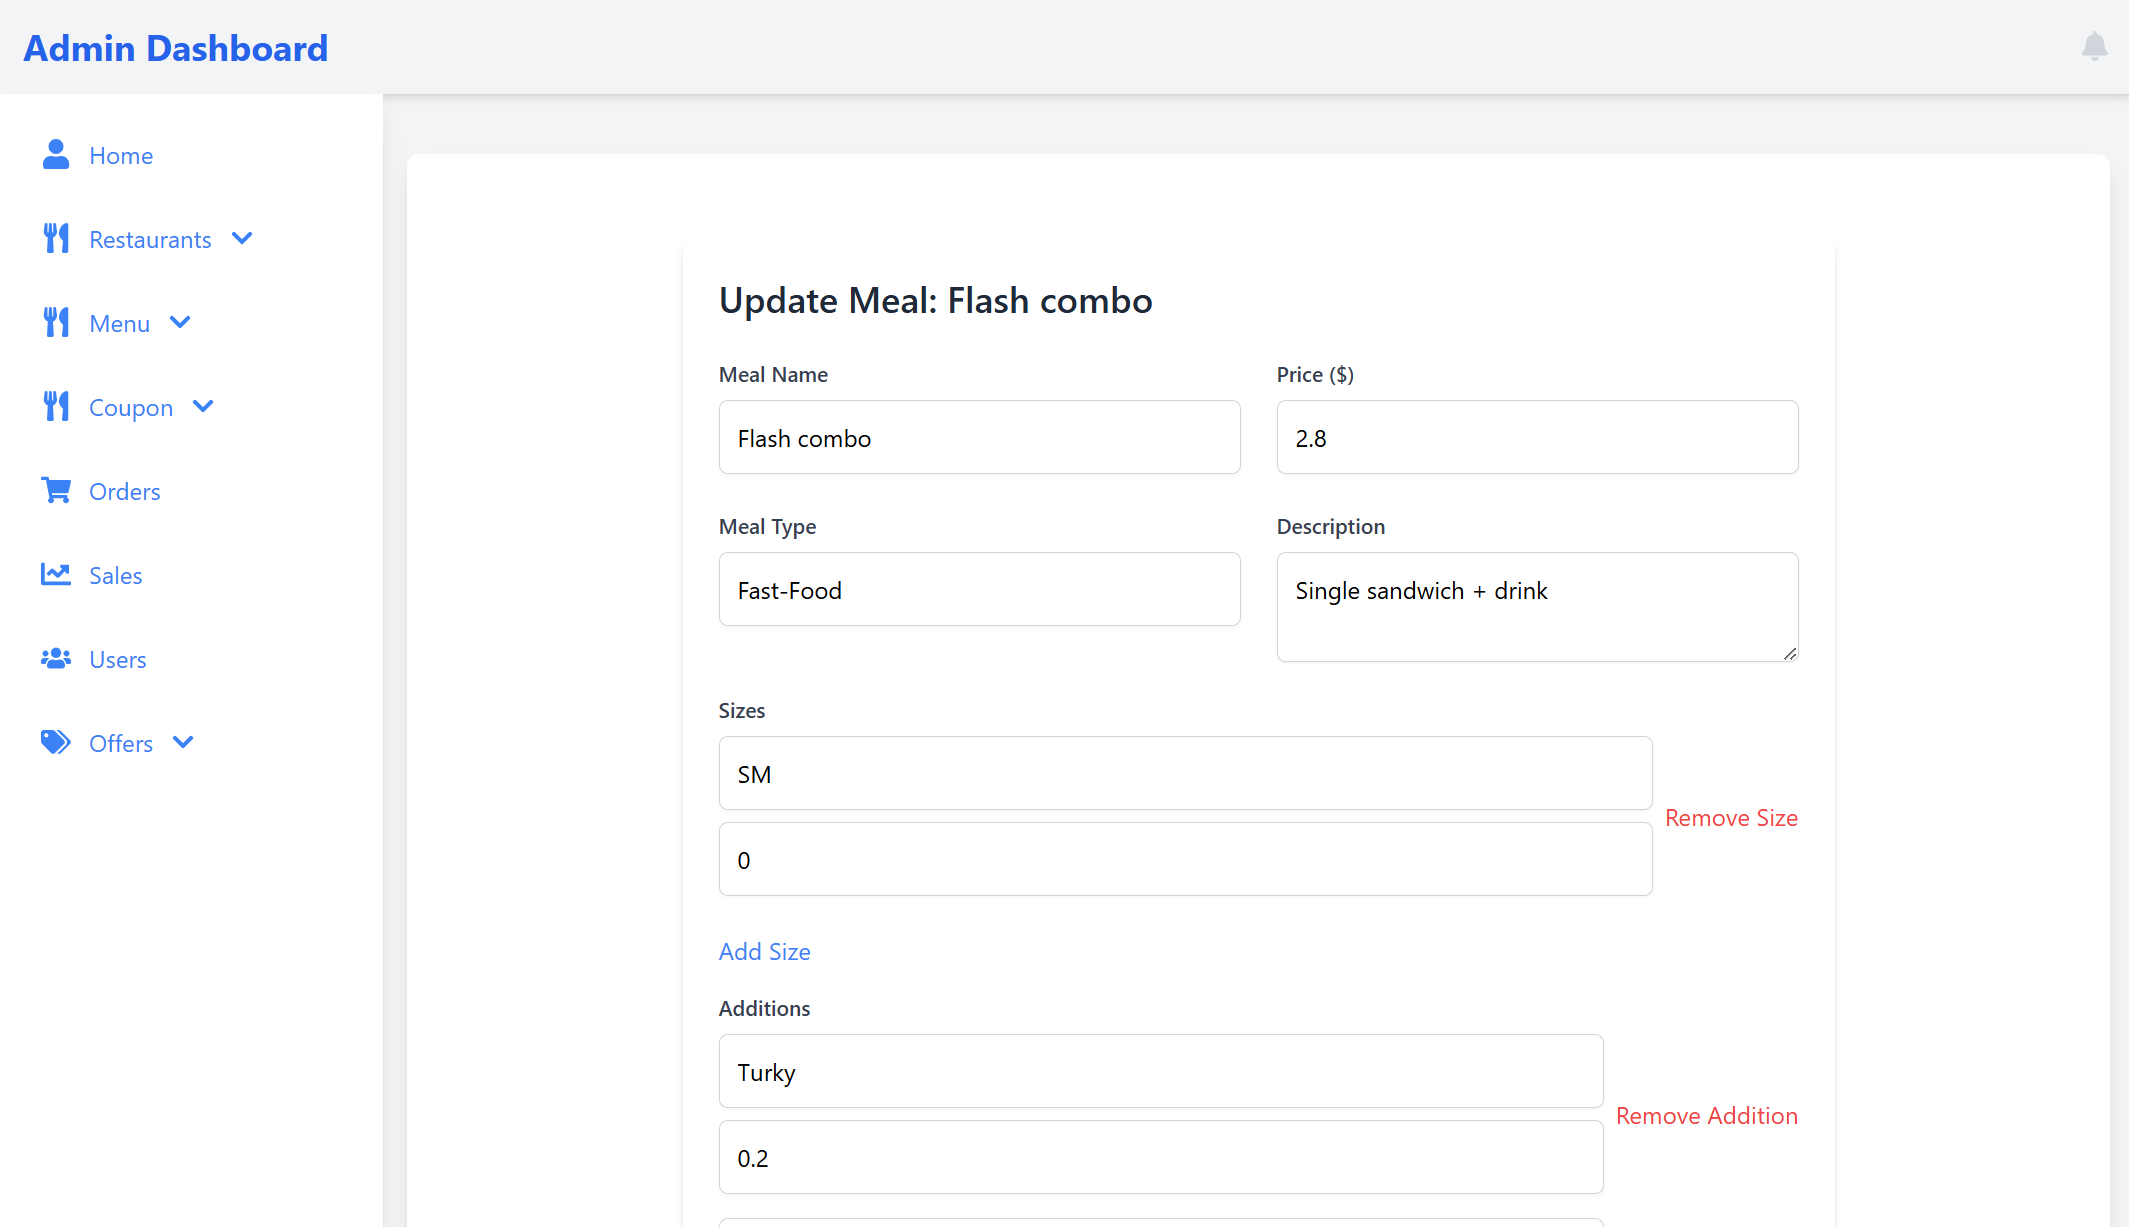 Admin Dashboard
Home
Restaurants
Menu
Coupon
Orders
Sales
Users
Offers
Update Meal: Flash combo
Meal Name
Price ($)
Flash combo
2.8
Meal Type
Description
Fast-Food
Single sandwich + drink
Sizes
SM
Remove Size
0
Add Size
Additions
Turky
Remove Addition
0.2